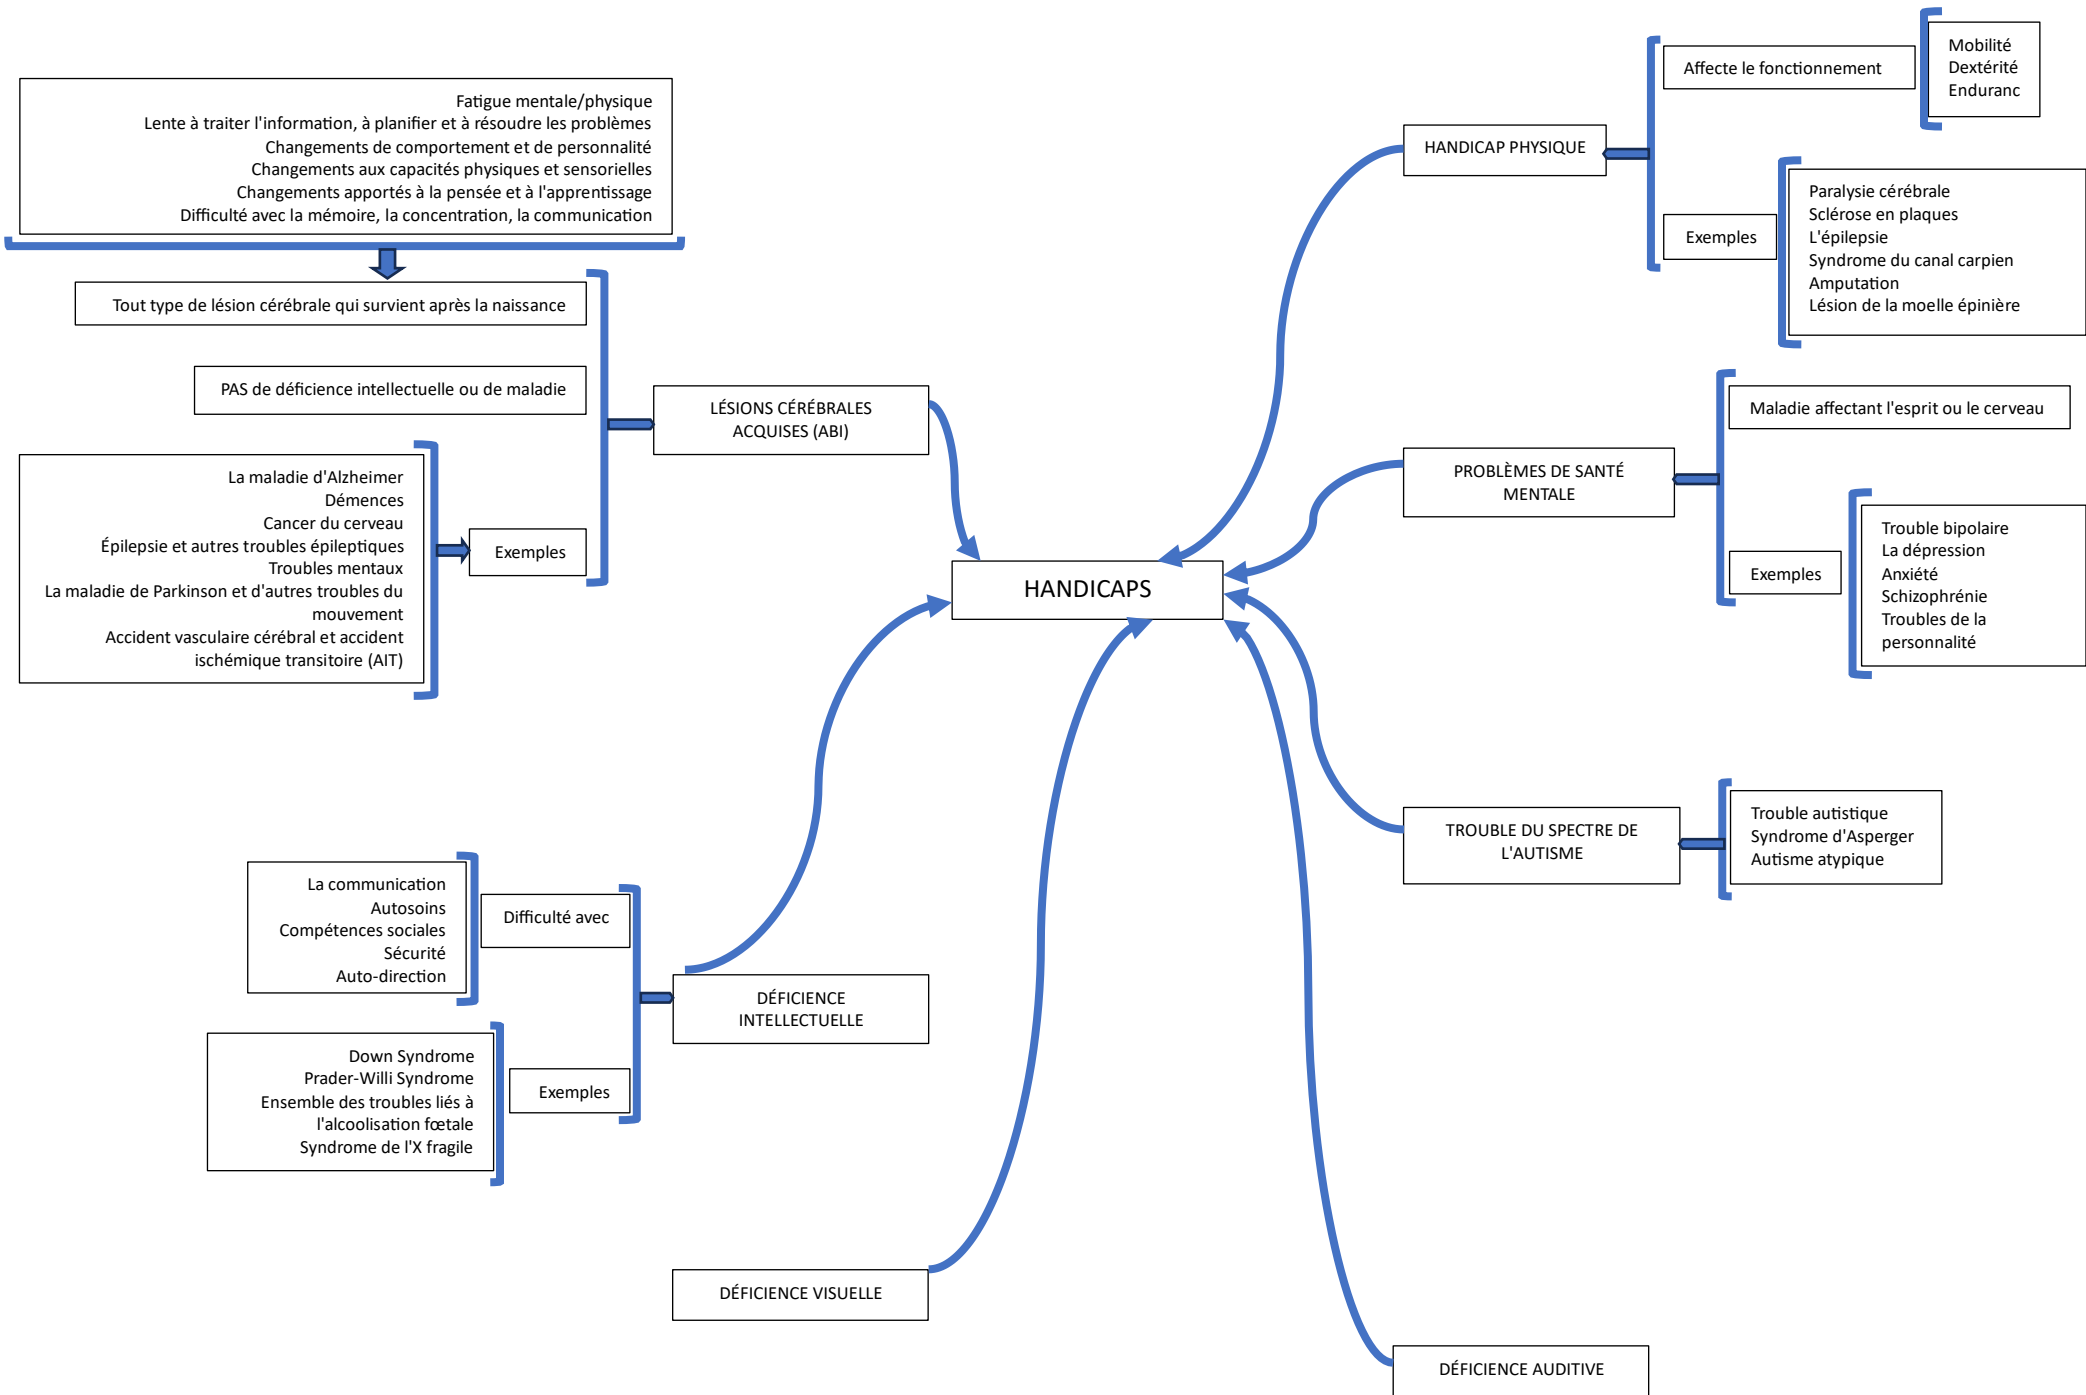 Fatigue mentale/physique
Lente à traiter l'information, à planifier et à résoudre les problèmes
Changements de comportement et de personnalité
Changements aux capacités physiques et sensorielles
Changements apportés à la pensée et à l'apprentissage
Difficulté avec la mémoire, la concentration, la communication
Tout type de lésion cérébrale qui survient après la naissance
PAS de déficience intellectuelle ou de maladie
LÉSIONS CÉRÉBRALES
ACQUISES (ABI)
La maladie d'Alzheimer
Démences
Cancer du cerveau
Épilepsie et autres troubles épileptiques
Troubles mentaux
La maladie de Parkinson et d'autres troubles du
mouvement
Accident vasculaire cérébral et accident
ischémique transitoire (AIT)
Exemples
HANDICAPS
HANDICAP PHYSIQUE
Affecte le fonctionnement
Mobilité
Dextérité
Enduranc
Exemples
Paralysie cérébrale
Sclérose en plaques
L'épilepsie
Syndrome du canal carpien
Amputation
Lésion de la moelle épinière
PROBLÈMES DE SANTÉ
MENTALE
Maladie affectant l'esprit ou le cerveau
Exemples
Trouble bipolaire
La dépression
Anxiété
Schizophrénie
Troubles de la
personnalité
TROUBLE DU SPECTRE DE
L'AUTISME
Trouble autistique
Syndrome d'Asperger
Autisme atypique
La communication
Autosoins
Compétences sociales
Sécurité
Auto-direction
Difficulté avec
DÉFICIENCE
INTELLECTUELLE
Down Syndrome
Prader-Willi Syndrome
Ensemble des troubles liés à
l'alcoolisation fœtale
Syndrome de l'X fragile
Exemples
DÉFICIENCE VISUELLE
DÉFICIENCE AUDITIVE